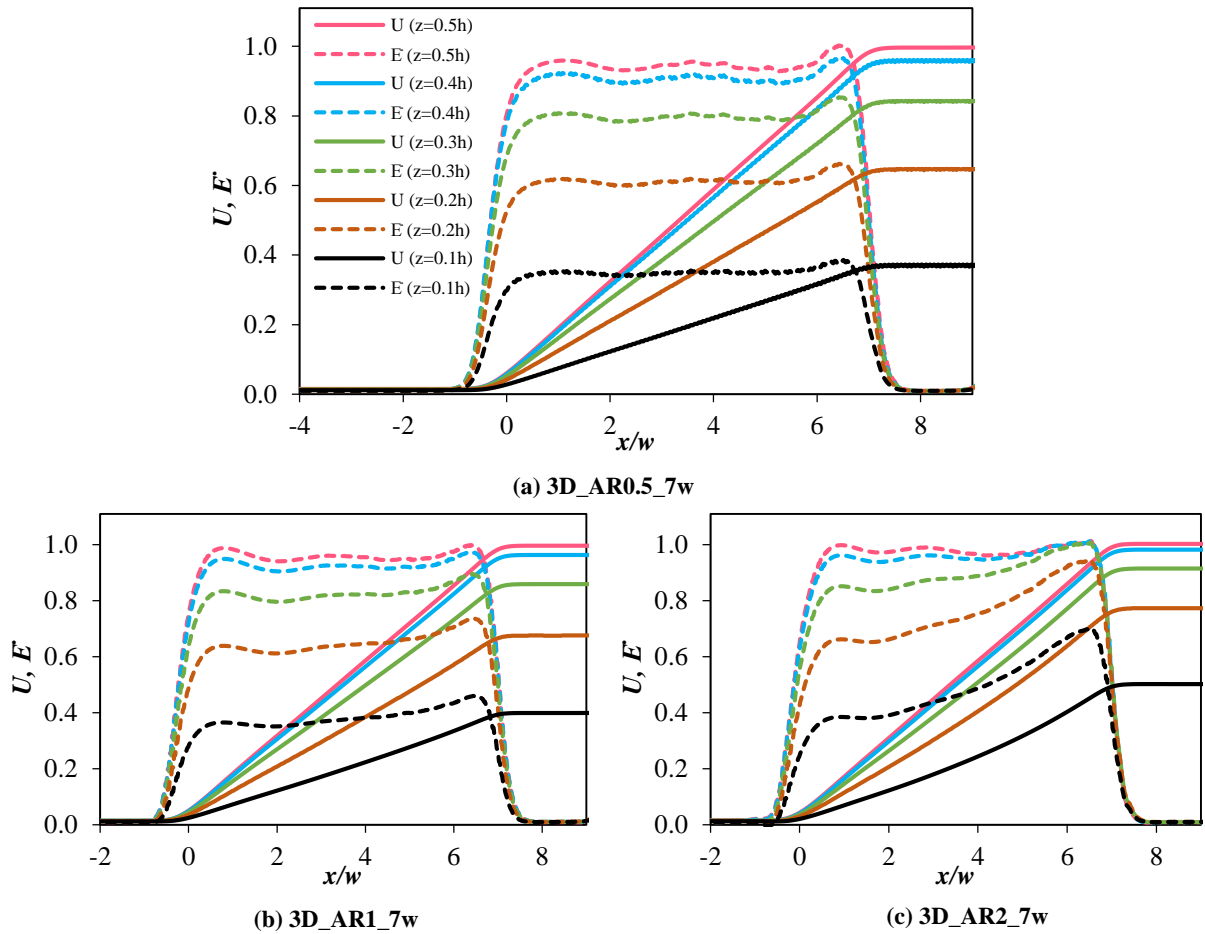 1.0
0.8
0.6
0.4
0.2
0.0
U, E*
U (z=0.5h)
E (z=0.5h)
U (z=0.4h)
E (z=0.4h)
U (z=0.3h)
E (z=0.3h)
U (z=0.2h)
E (z=0.2h)
U (z=0.1h)
E (z=0.1h)
-4 -2 0 2 4 6 8
x/w
(a) 3D_AR0.5_7w
1.0
0.8
0.6
0.4
0.2
0.0
U, E
-2 0 2 4 6 8
x/w
(b) 3D_AR1_7w
1.0
0.8
0.6
0.4
0.2
0.0
U, E
-2 0 2 4 6 8
x/w
(c) 3D_AR2_7w